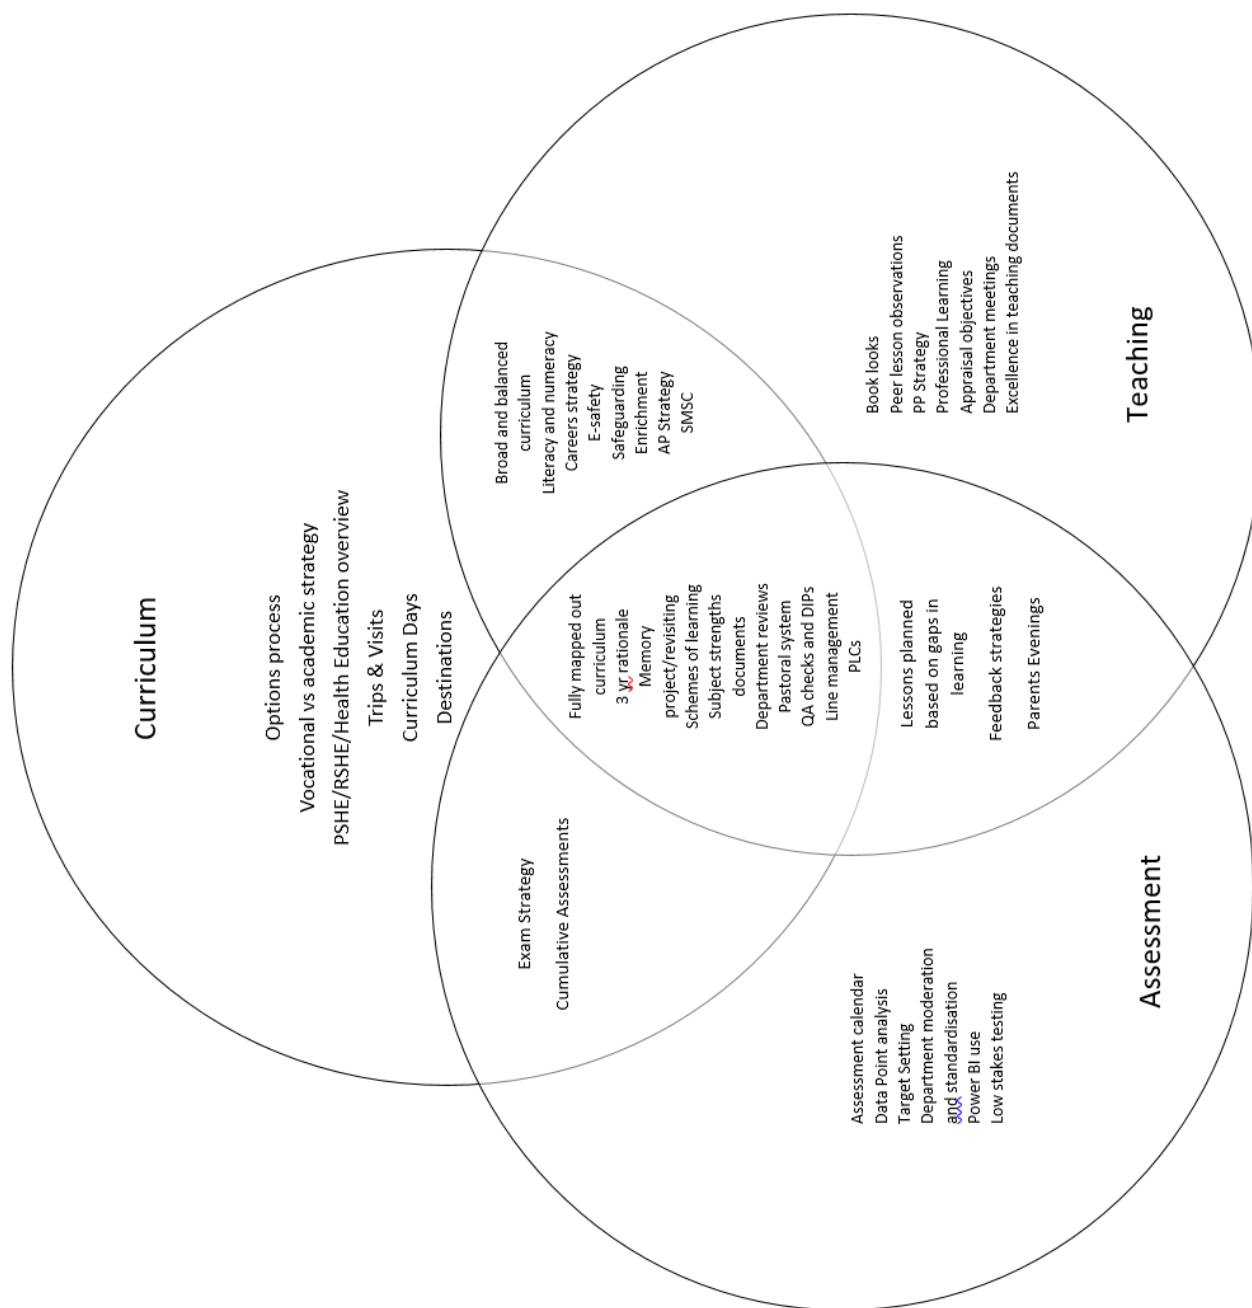 Curriculum
Options process
Vocational vs academic strategy
PSHE/RSHE/Health Education overview
Trips & Visits
Curriculum Days
Destinations
Exam Strategy
Cumulative Assessments
Broad and balanced
curriculum
Literacy and numeracy
Careers strategy
E-safety
Safeguarding
Enrichment
AP Strategy
SMSC
Fully mapped out
curriculum
3 yr rationale
Memory
project/revisiting
Schemes of learning
Subject strengths
documents
Department reviews
Pastoral system
QA checks and DIPs
Line management
PLCs
Assessment calendar
Data Point analysis
Target Setting
Department moderation
and standardisation
Power BI use
Low stakes testing
Assessment
Lessons planned
based on gaps in
learning
Feedback strategies
Parents Evenings
Book looks
Peer lesson observations
PP Strategy
Professional Learning
Appraisal objectives
Department meetings
Excellence in teaching documents
Teaching